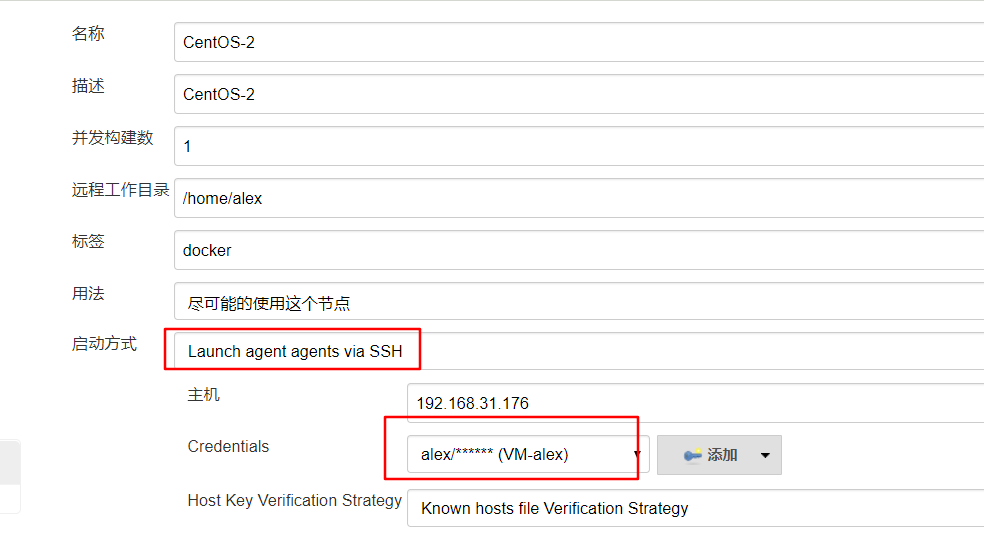 名称 CentOS-2
描述 CentOS-2
并发构建数 1
远程工作目录 /home/alex
标签 docker
用法 尽可能的使用这个节点
启动方式 Launch agent agents via SSH
主机 192.168.31.176
Credentials alex/****** (VM-alex) 添加
Host Key Verification Strategy Known hosts file Verification Strategy